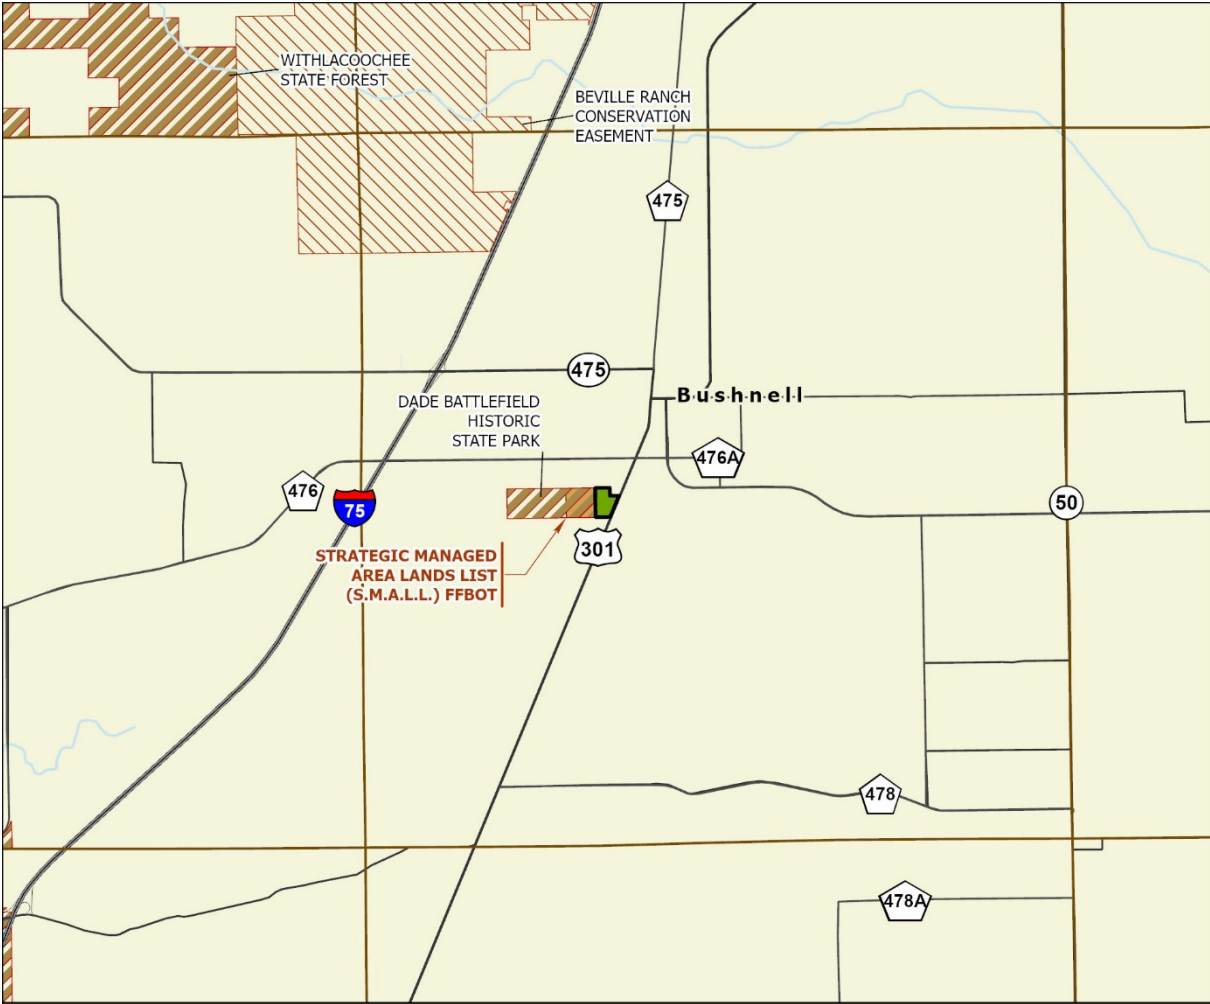 WITHLACOOCHEE
STATE FOREST
BEVILLE RANCH
CONSERVATION
EASEMENT
475
475
Bushnell
DADE BATTLEFIELD
HISTORIC
STATE PARK
476A
476
75
50
301
STRATEGIC MANAGED
AREA LANDS LIST
(S.M.A.L.L.) FFBOT
478
478A